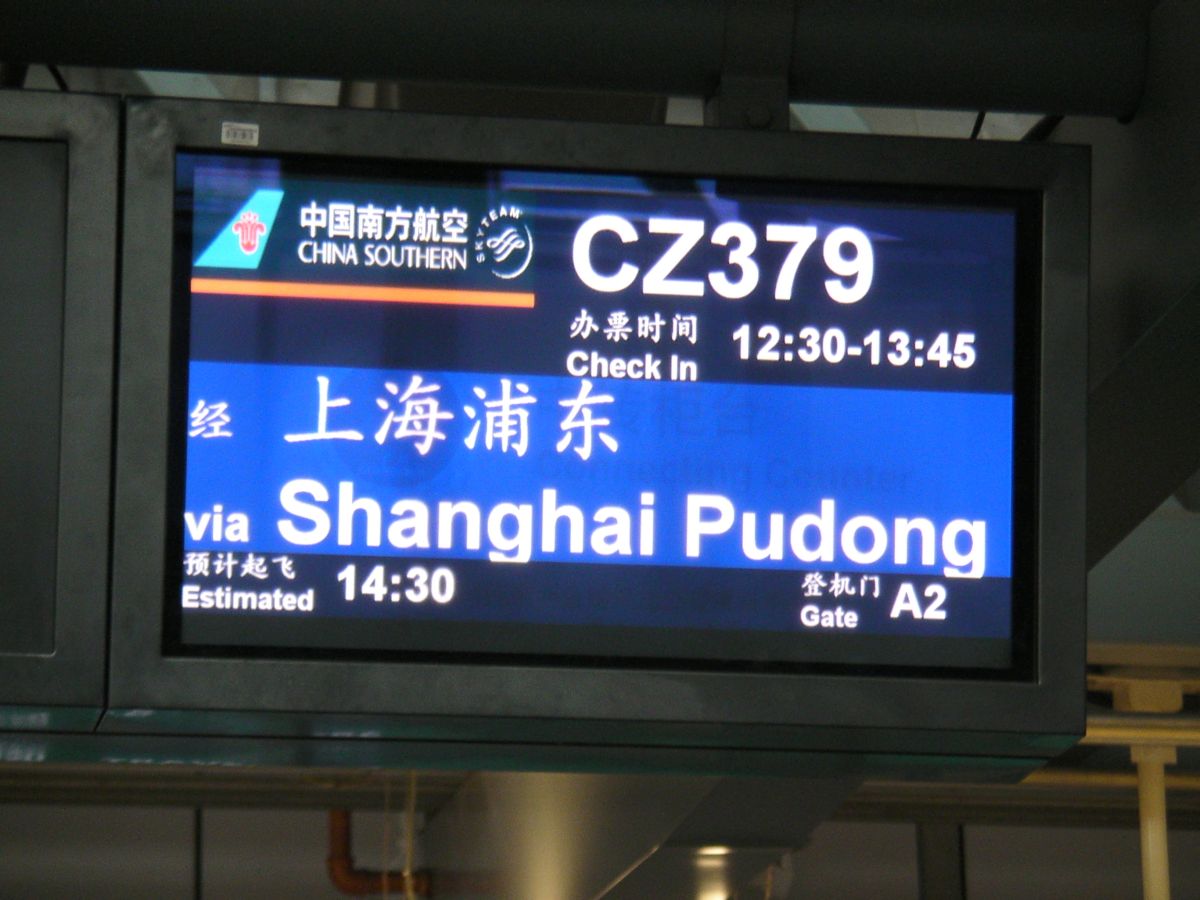 中国南方航空
CHINA SOUTHERN
SKYTEAM
CZ379
办票时间
Check In
12:30-13:45
经 上海浦东
via Shanghai Pudong
预计起飞
Estimated
14:30
登机门
Gate
A2